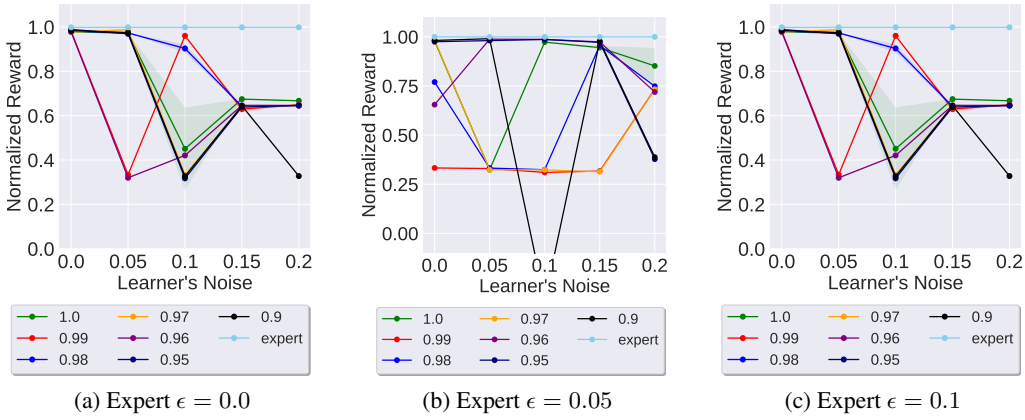 Normalized Reward
1.0
0.8
0.6
0.4
0.2
0.0
0.0 0.05 0.1 0.15 0.2
Learner's Noise
1.0 0.97 0.9
0.99 0.96 expert
0.98 0.95
(a) Expert ϵ = 0.0
Normalized Reward
1.00
0.75
0.50
0.25
0.00
0.0 0.05 0.1 0.15 0.2
Learner's Noise
1.0 0.97 0.9
0.99 0.96 expert
0.98 0.95
(b) Expert ϵ = 0.05
Normalized Reward
1.0
0.8
0.6
0.4
0.2
0.0
0.0 0.05 0.1 0.15 0.2
Learner's Noise
1.0 0.97 0.9
0.99 0.96 expert
0.98 0.95
(c) Expert ϵ = 0.1